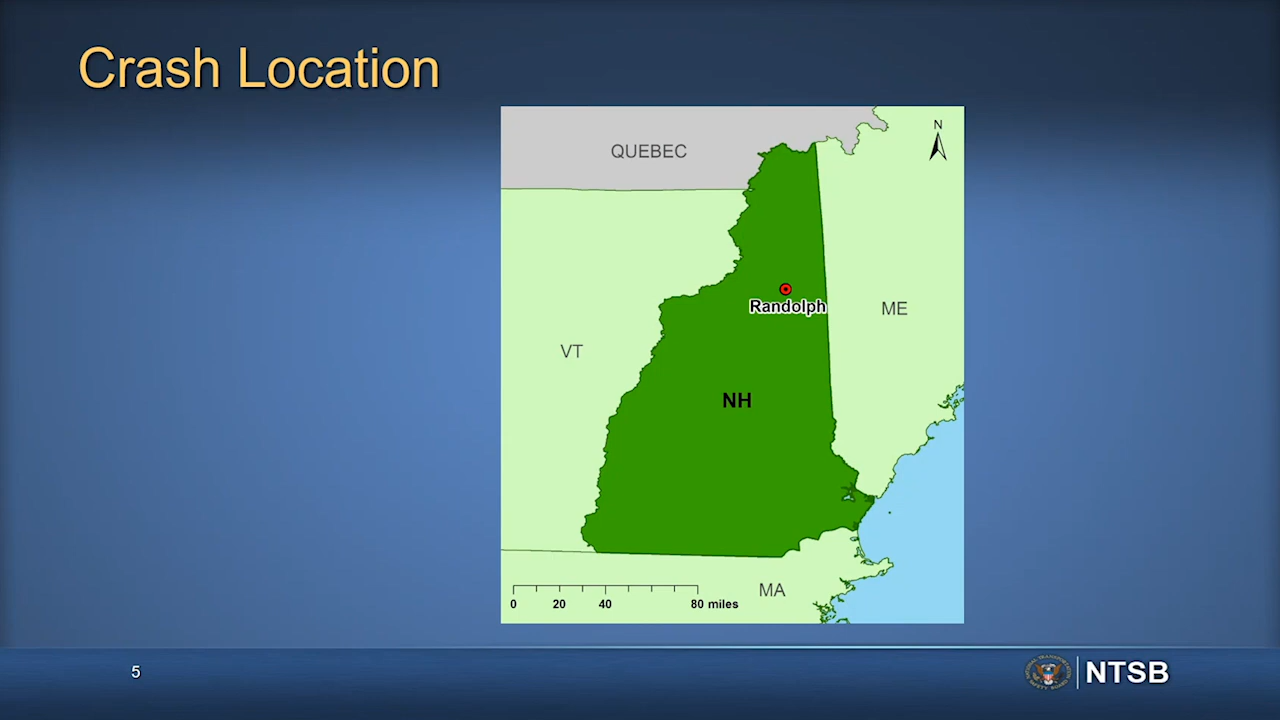 Crash Location
QUEBEC
N
Randolph
ME
VT
NH
MA
0 20 40 80 miles
5
NTSB